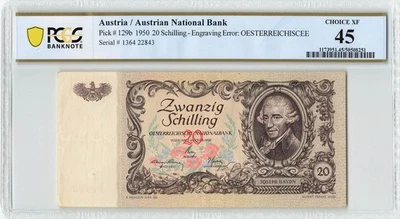 PCGS
BANKNOTE
Austria / Austrian National Bank
Pick # 129b 1950 20 Schilling - Engraving Error: OESTERREICHISCEE
Serial # 1364 22843
CHOICE XF
45
Zwanzig
Schilling
OESTERREICHISCHE NATIONALBANK
20
JOSEPH HAYDN
20